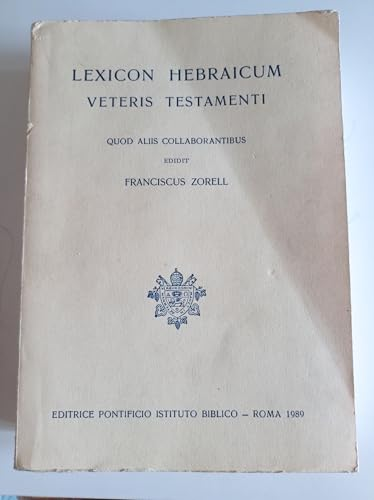 LEXICON HEBRAICUM
VETERIS TESTAMENTI
QUOD ALIIS COLLABORANTIBUS
EDIDIT
FRANCISCUS ZORELL
EDITRICE PONTIFICIO ISTITUTO BIBLICO – ROMA 1989